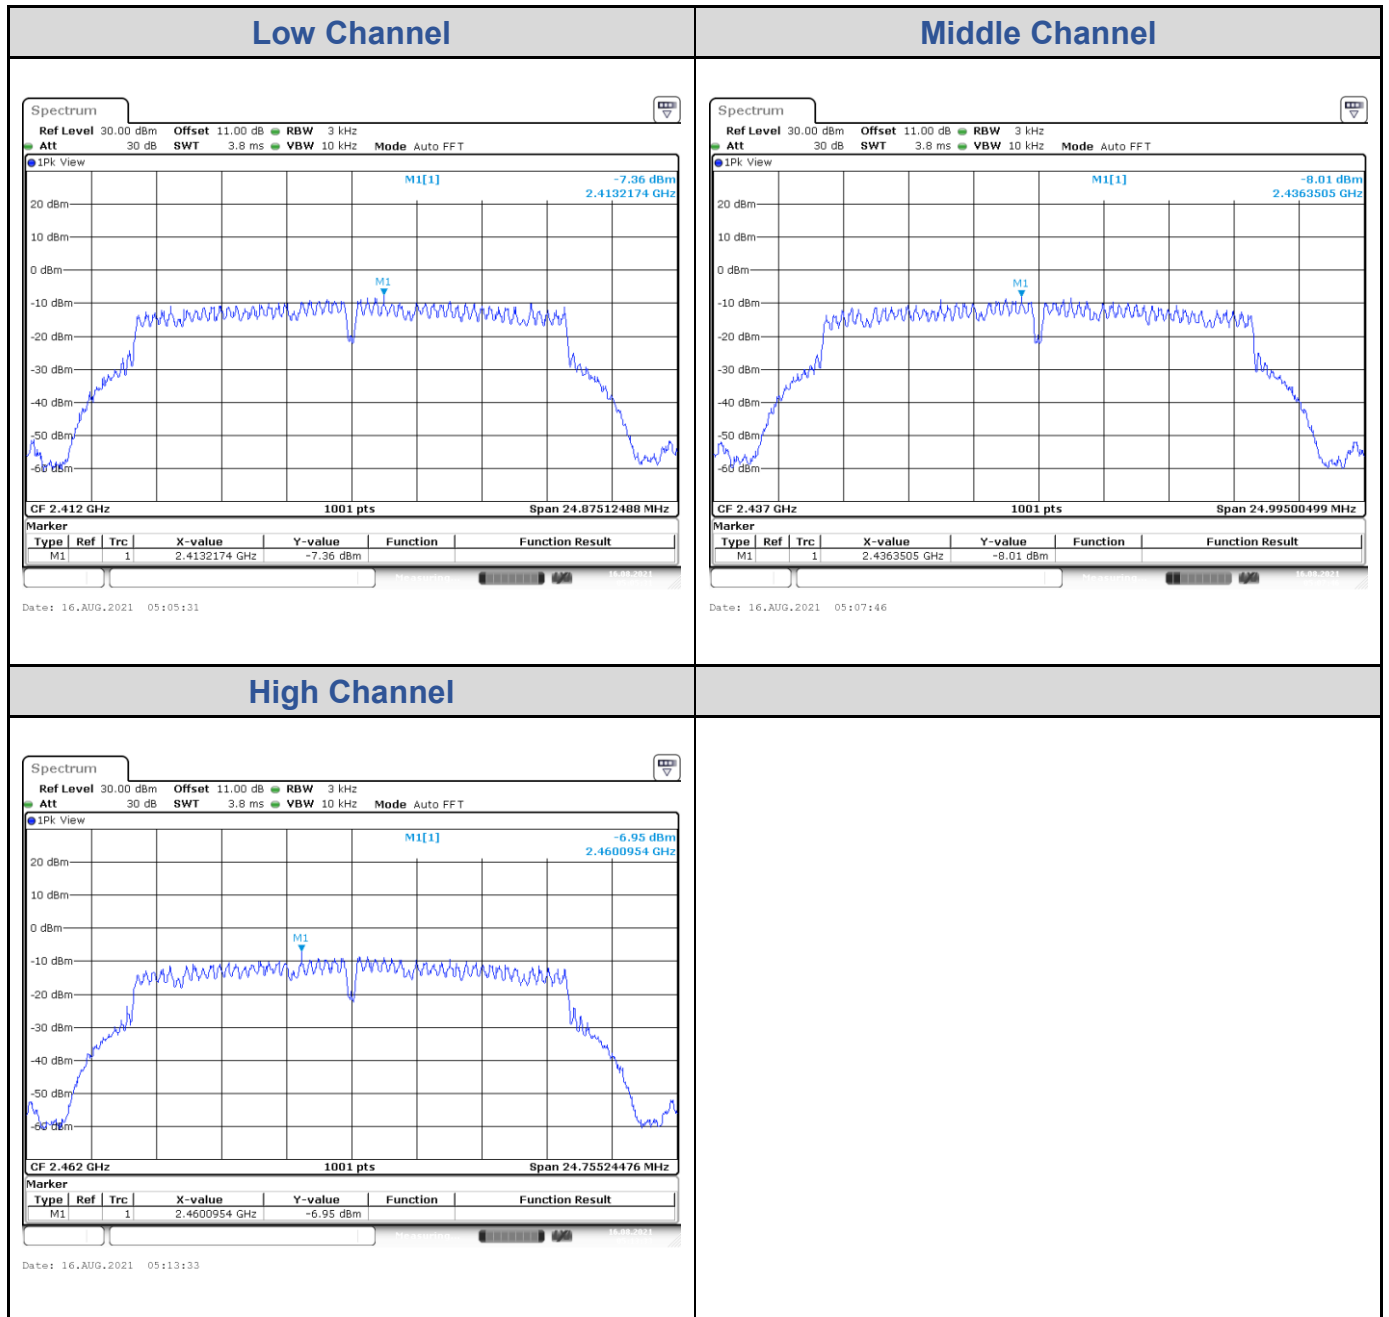 Low Channel
Middle Channel
Spectrum
Ref Level 30.00 dBm Offset 11.00 dB RBW 3 kHz
Att 30 dB SWT 3.8 ms VBW 10 kHz Mode Auto FFT
1Pk View
M1[1] -7.36 dBm
2.4132174 GHz
20 dBm
10 dBm
0 dBm
M1
-10 dBm
-20 dBm
-30 dBm
-40 dBm
-50 dBm
-60 dBm
CF 2.412 GHz 1001 pts Span 24.87512488 MHz
Marker
Type Ref Trc X-value Y-value Function Function Result
M1 1 2.4132174 GHz -7.36 dBm
Measuring 16.08.2021
Date: 16.AUG.2021 05:05:31
Spectrum
Ref Level 30.00 dBm Offset 11.00 dB RBW 3 kHz
Att 30 dB SWT 3.8 ms VBW 10 kHz Mode Auto FFT
1Pk View
M1[1] -8.01 dBm
2.4363505 GHz
20 dBm
10 dBm
0 dBm
M1
-10 dBm
-20 dBm
-30 dBm
-40 dBm
-50 dBm
-60 dBm
CF 2.437 GHz 1001 pts Span 24.99500499 MHz
Marker
Type Ref Trc X-value Y-value Function Function Result
M1 1 2.4363505 GHz -8.01 dBm
Measuring 16.08.2021
Date: 16.AUG.2021 05:07:46
High Channel
Spectrum
Ref Level 30.00 dBm Offset 11.00 dB RBW 3 kHz
Att 30 dB SWT 3.8 ms VBW 10 kHz Mode Auto FFT
1Pk View
M1[1] -6.95 dBm
2.4600954 GHz
20 dBm
10 dBm
0 dBm
M1
-10 dBm
-20 dBm
-30 dBm
-40 dBm
-50 dBm
-60 dBm
CF 2.462 GHz 1001 pts Span 24.75524476 MHz
Marker
Type Ref Trc X-value Y-value Function Function Result
M1 1 2.4600954 GHz -6.95 dBm
Measuring 16.08.2021
Date: 16.AUG.2021 05:13:33